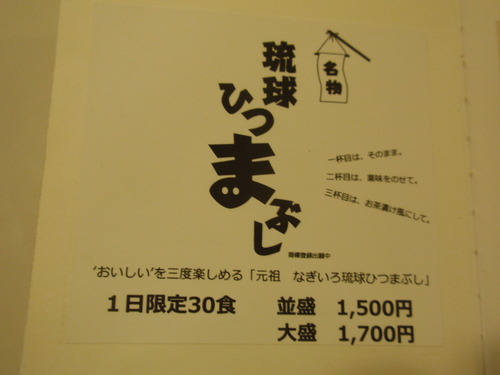 名物
琉球
ひつまぶし
一杯目は、そのまま。
二杯目は、薬味をのせて。
三杯目は、お茶漬け風にして。
商標登録出願中
'おいしい'を三度楽しめる「元祖 なぎいろ琉球ひつまぶし」
1日限定30食 並盛 1,500円
大盛 1,700円